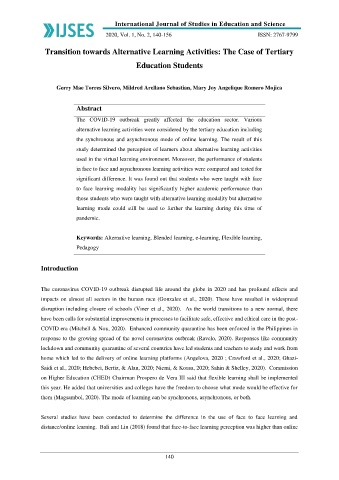 IJSES
International Journal of Studies in Education and Science
2020, Vol. 1, No. 2, 140-156 ISSN: 2767-9799
Transition towards Alternative Learning Activities: The Case of Tertiary
Education Students
Gerry Mae Torres Silvero, Mildred Arellano Sebastian, Mary Joy Angelique Romero Mojica
Abstract
The COVID-19 outbreak greatly affected the education sector. Various
alternative learning activities were considered by the tertiary education including
the synchronous and asynchronous mode of online learning. The result of this
study determined the perception of learners about alternative learning activities
used in the virtual learning environment. Moreover, the performance of students
in face to face and asynchronous learning activities were compared and tested for
significant difference. It was found out that students who were taught with face
to face learning modality has significantly higher academic performance than
those students who were taught with alternative learning modality but alternative
learning mode could still be used to further the learning during this time of
pandemic.
Keywords: Alternative learning, Blended learning, e-learning, Flexible learning,
Pedagogy
Introduction
The coronavirus COVID-19 outbreak disrupted life around the globe in 2020 and has profound effects and
impacts on almost all sectors in the human race (Gonzalez et al., 2020). These have resulted in widespread
disruption including closure of schools (Viner et al., 2020). As the world transitions to a new normal, there
have been calls for substantial improvements in processes to facilitate safe, effective and ethical care in the post-
COVID era (Mitchell & Nou, 2020). Enhanced community quarantine has been enforced in the Philippines in
response to the growing spread of the novel coronavirus outbreak (Estrella, 2020). Responses like community
lockdown and community quarantine of several countries have led students and teachers to study and work from
home which led to the delivery of online learning platforms (Angelova, 2020 ; Crawford et al., 2020; Ghazi-
Saidi et al., 2020; Hebebci, Bertiz, & Alan, 2020; Niemi, & Kousa, 2020; Sahin & Shelley, 2020). Commission
on Higher Education (CHED) Chairman Prospero de Vera III said that flexible learning shall be implemented
this year. He added that universities and colleges have the freedom to choose what mode would be effective for
them (Magsambol, 2020). The mode of learning can be synchronous, asynchronous, or both.
Several studies have been conducted to determine the difference in the use of face to face learning and
distance/online learning. Bali and Liu (2018) found that face-to-face learning perception was higher than online
140